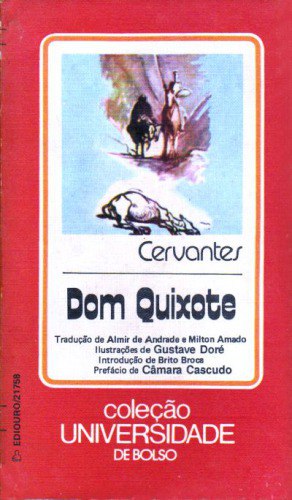 Cervantes
Dom Quixote
Tradução de Almir de Andrade e Milton Amado
Ilustrações de Gustave Doré
Introdução de Brito Broca
Prefácio de Câmara Cascudo
EDIOURO/21758
coleção
UNIVERSIDADE
DE BOLSO